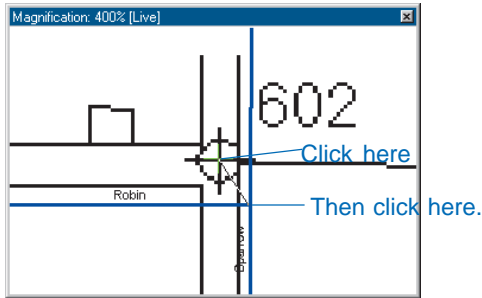 Magnification: 400% [Live]
602
Click here
Robin
Then click here.
Sparrow